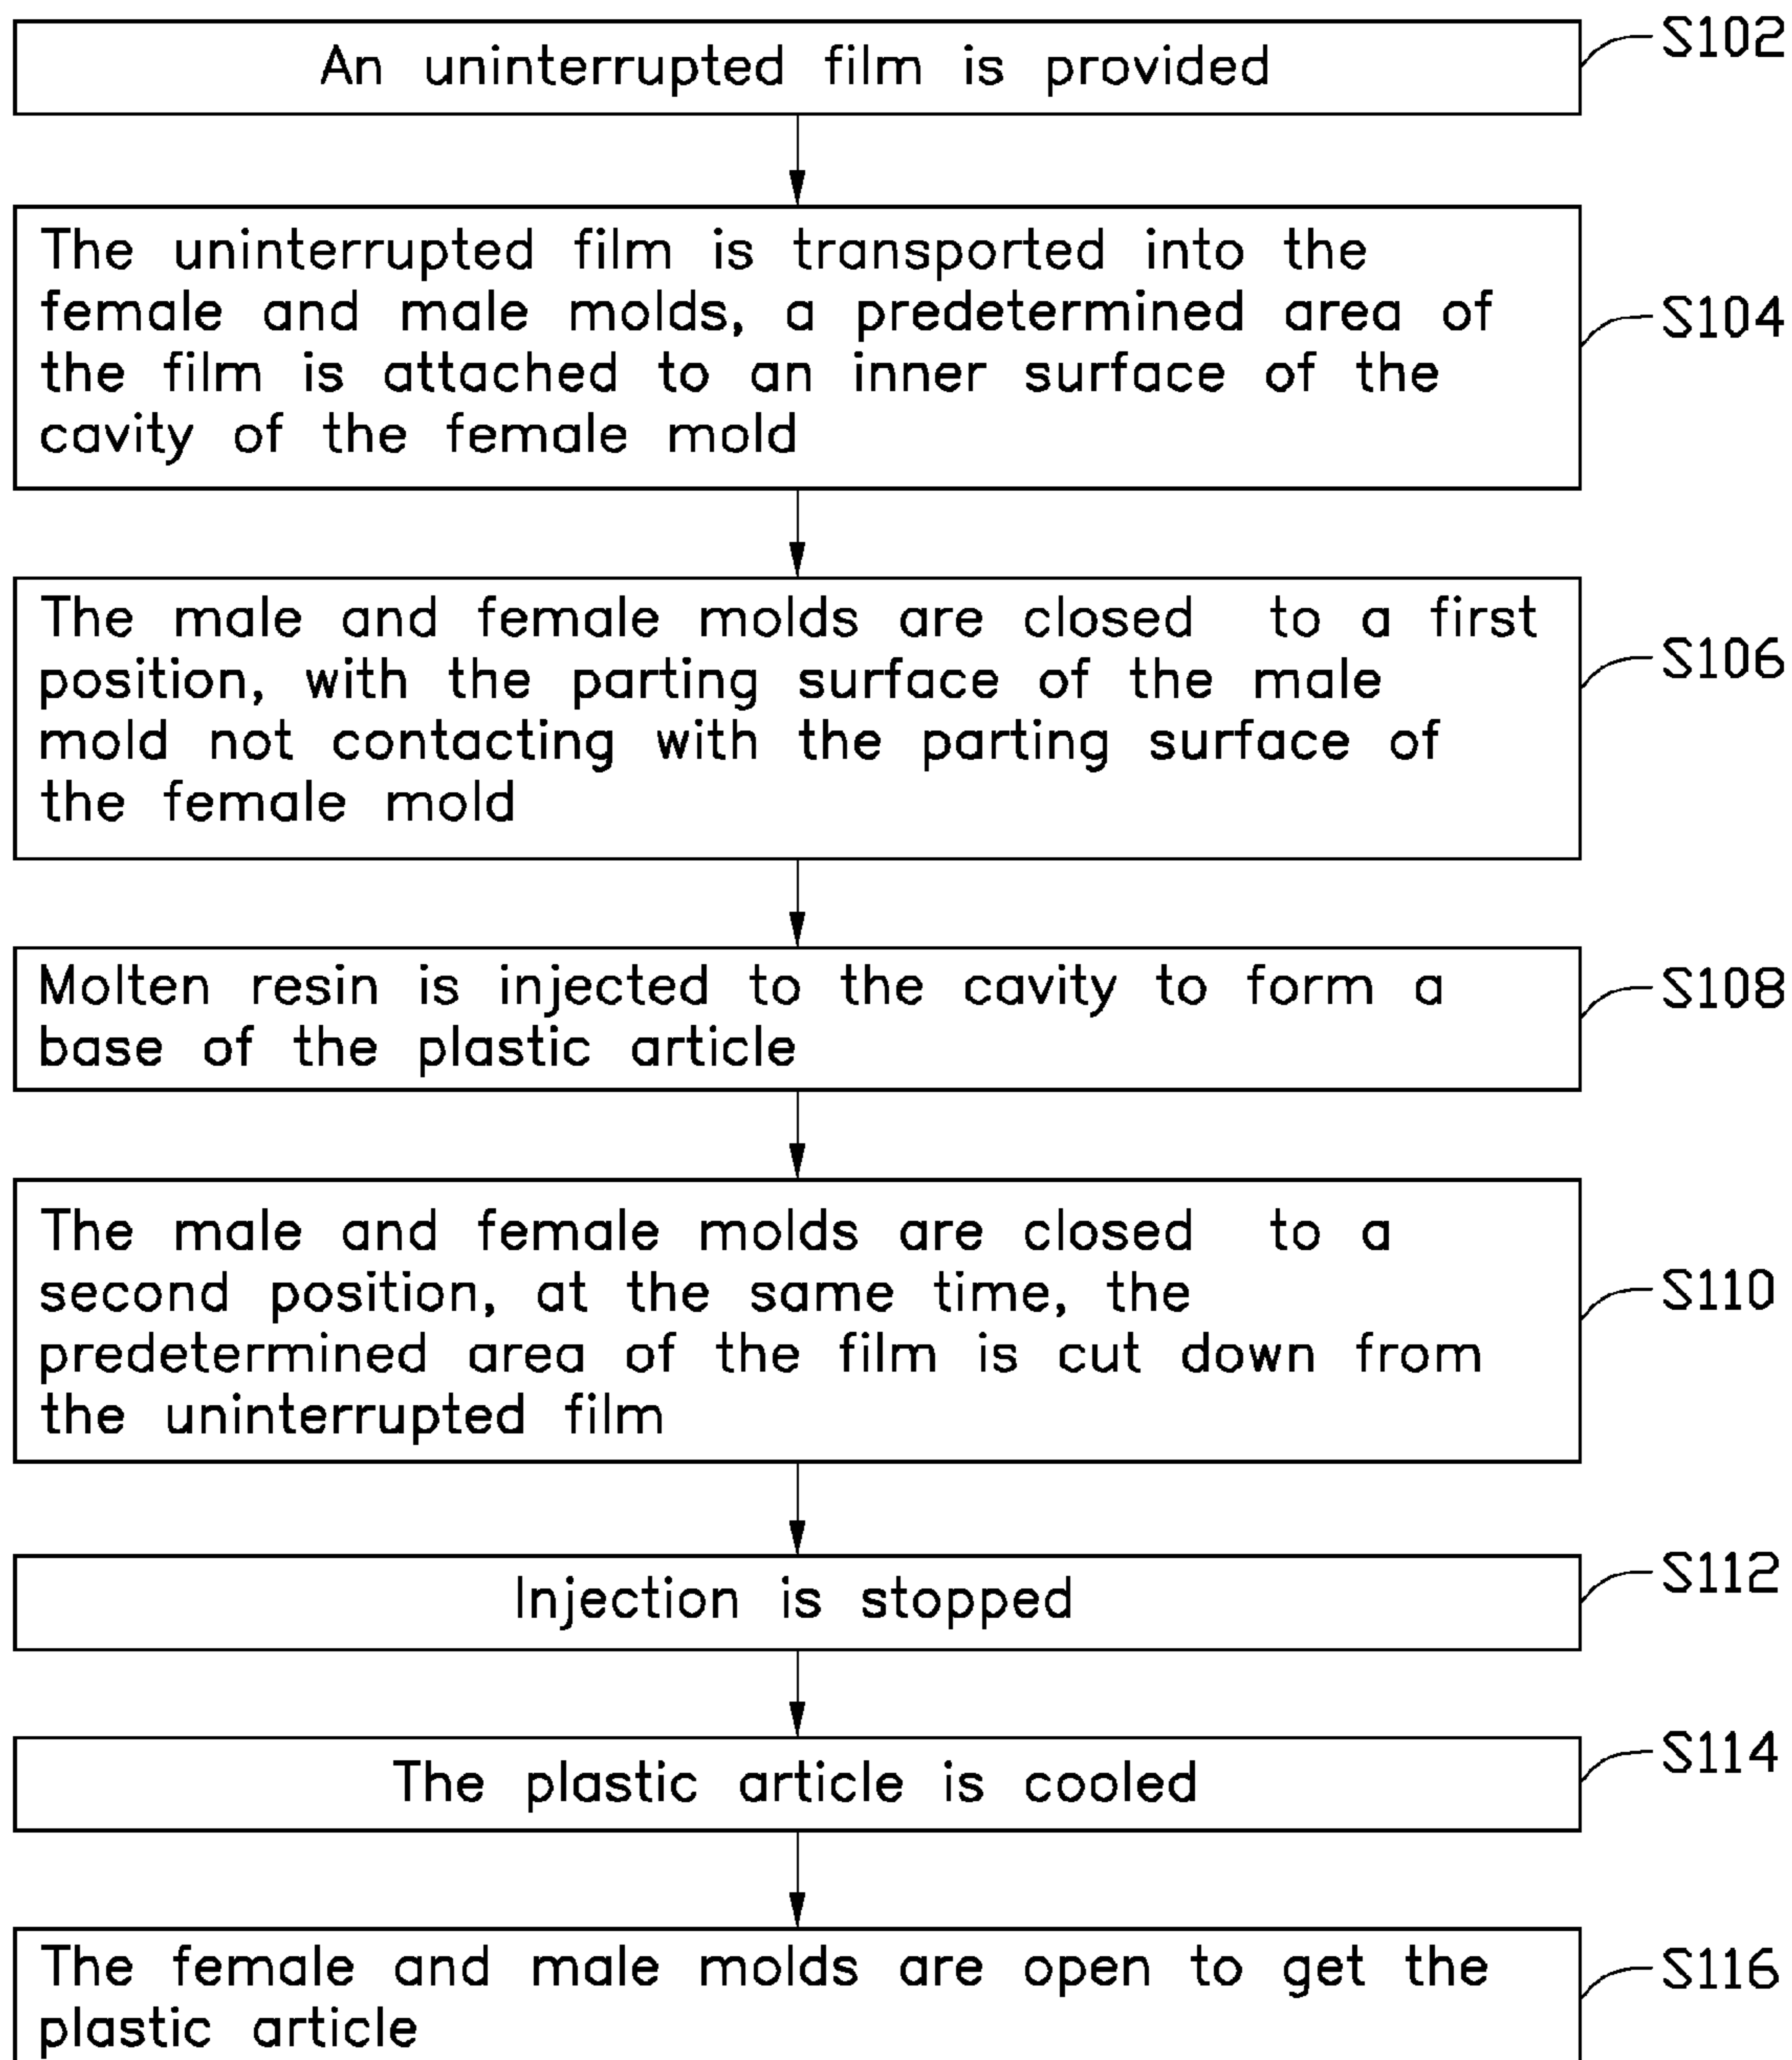 An uninterrupted film is provided
S102
The uninterrupted film is transported into the
female and male molds, a predetermined area of
the film is attached to an inner surface of the
cavity of the female mold
S104
The male and female molds are closed to a first
position, with the parting surface of the male
mold not contacting with the parting surface of
the female mold
S106
Molten resin is injected to the cavity to form a
base of the plastic article
S108
The male and female molds are closed to a
second position, at the same time, the
predetermined area of the film is cut down from
the uninterrupted film
S110
Injection is stopped
S112
The plastic article is cooled
S114
The female and male molds are open to get the
plastic article
S116